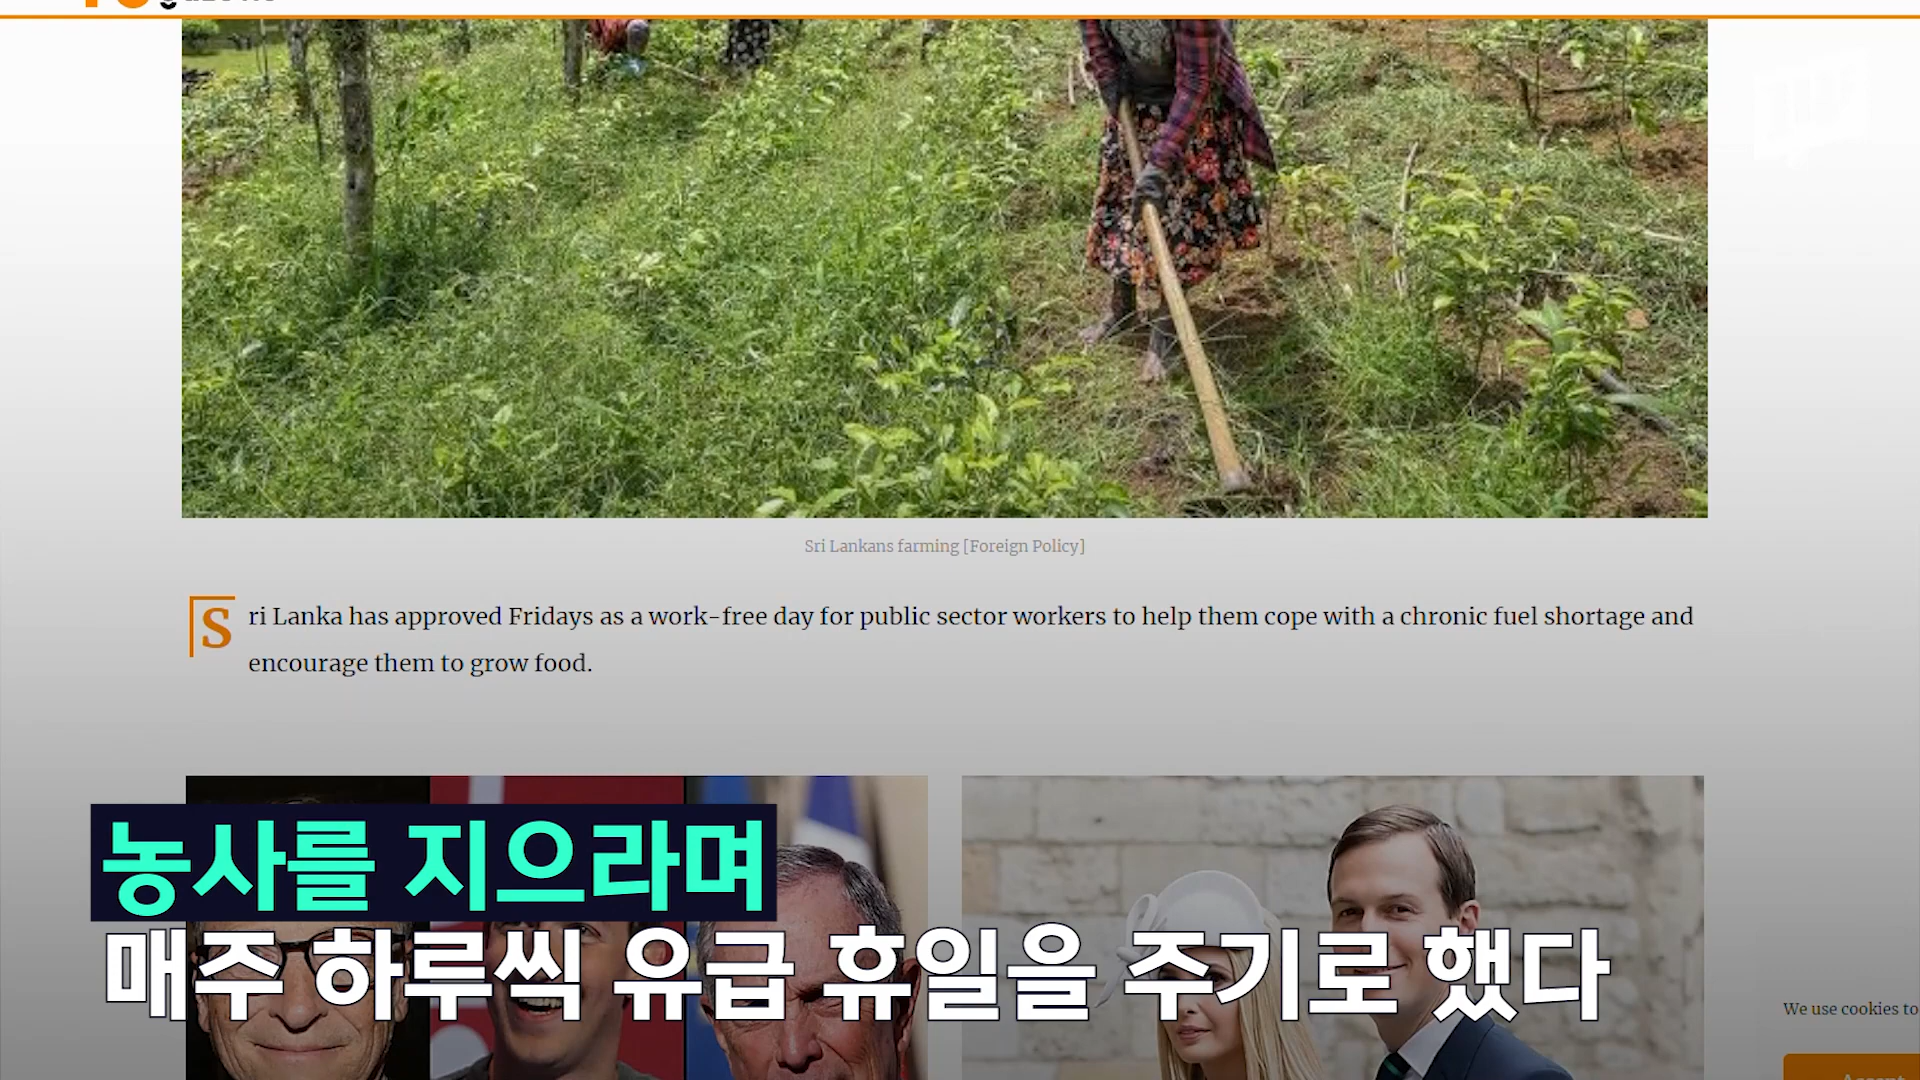 Sri Lankans farming [Foreign Policy]
Sri Lanka has approved Fridays as a work-free day for public sector workers to help them cope with a chronic fuel shortage and
encourage them to grow food.
농사를 지으라며
매주 하루씩 유급 휴일을 주기로 했다
We use cookies to